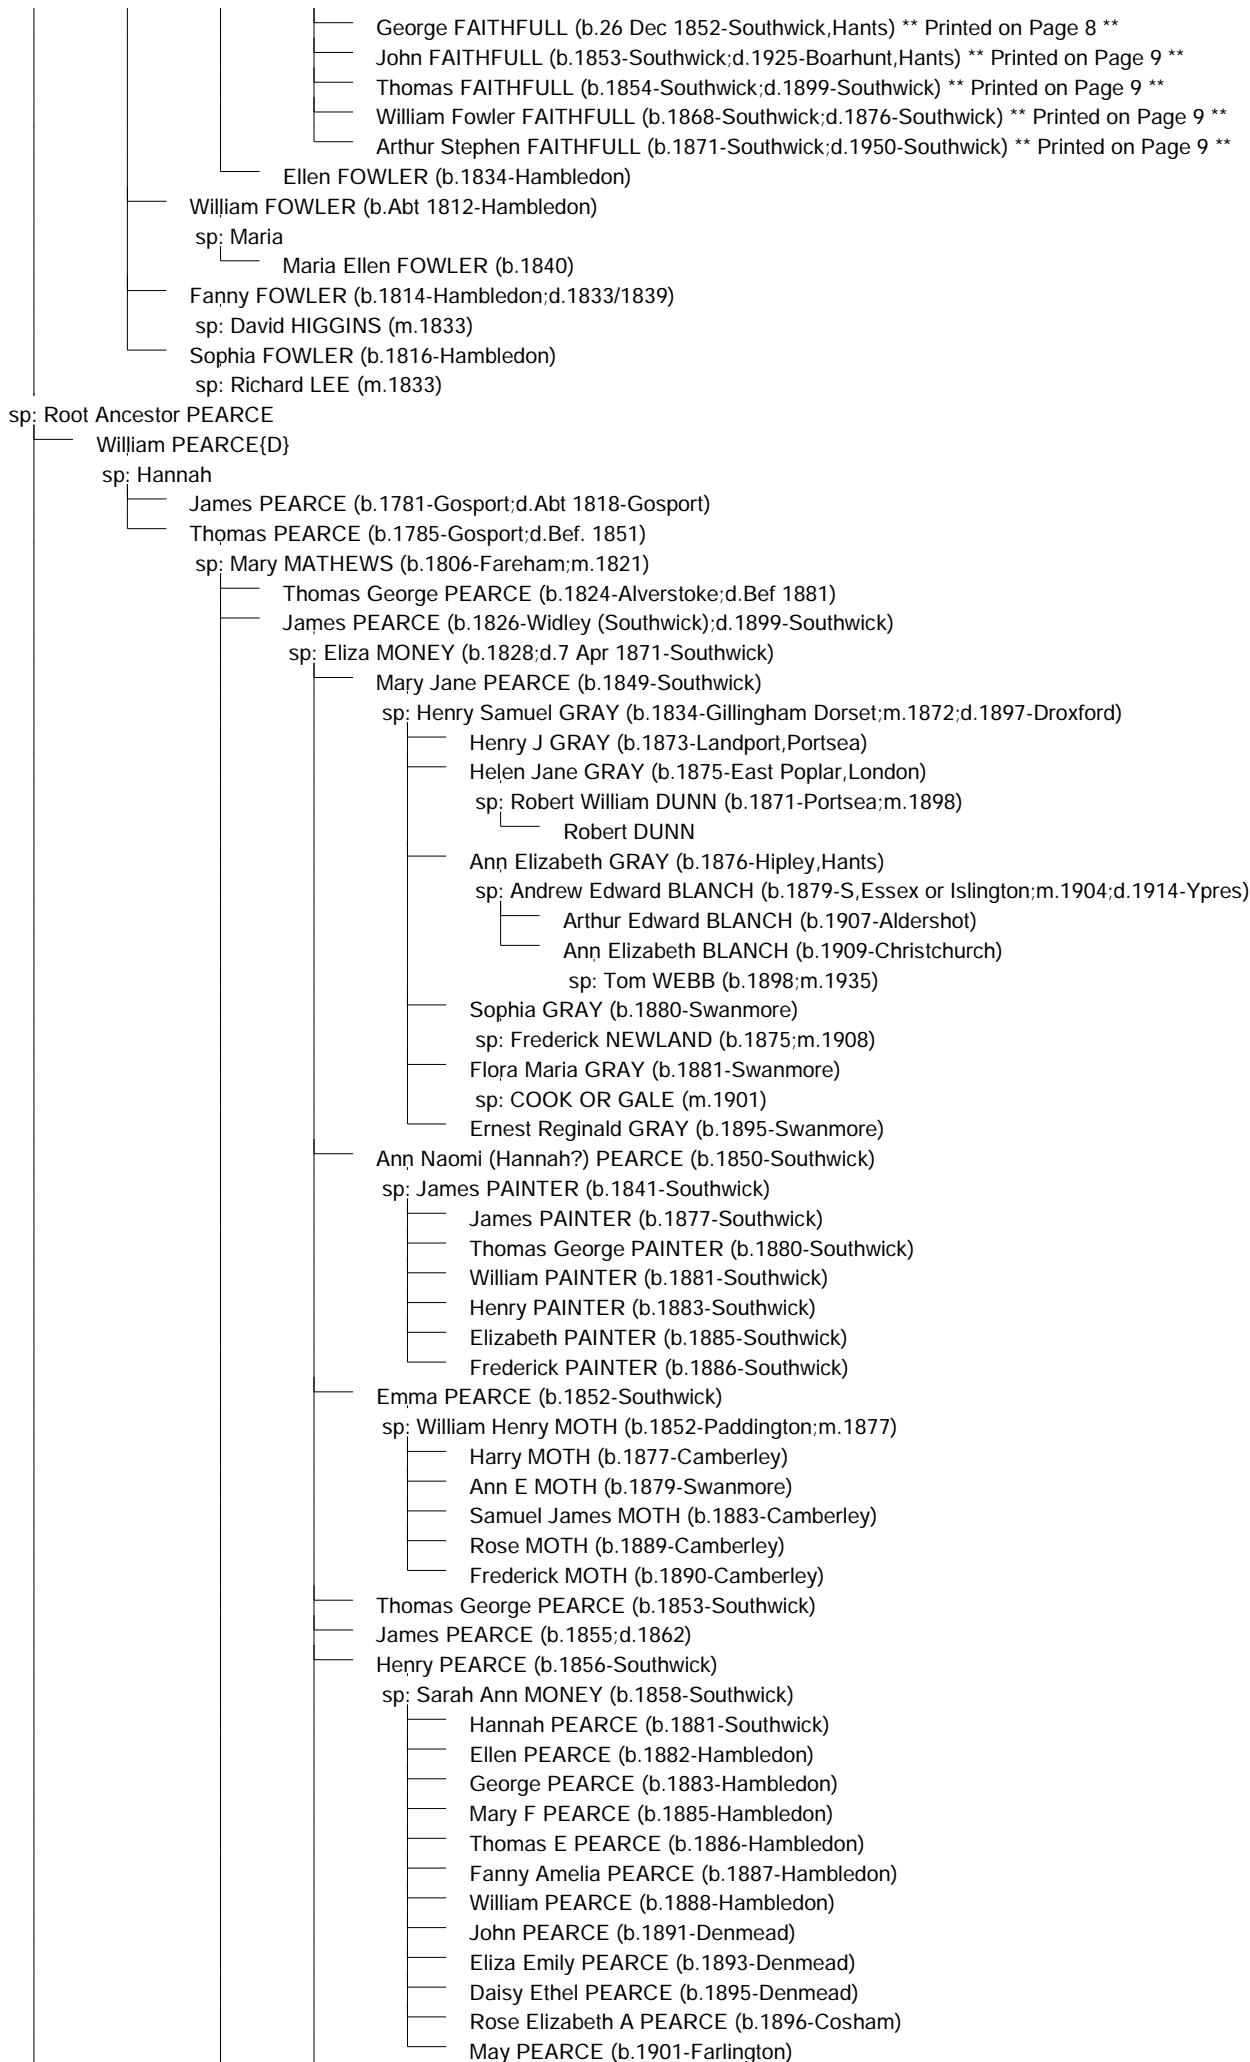 George FAITHFULL (b.26 Dec 1852-Southwick,Hants) ** Printed on Page 8 **
John FAITHFULL (b.1853-Southwick;d.1925-Boarhunt,Hants) ** Printed on Page 9 **
Thomas FAITHFULL (b.1854-Southwick;d.1899-Southwick) ** Printed on Page 9 **
William Fowler FAITHFULL (b.1868-Southwick;d.1876-Southwick) ** Printed on Page 9 **
Arthur Stephen FAITHFULL (b.1871-Southwick;d.1950-Southwick) ** Printed on Page 9 **
Ellen FOWLER (b.1834-Hambledon)
William FOWLER (b.Abt 1812-Hambledon)
sp: Maria
Maria Ellen FOWLER (b.1840)
Fanny FOWLER (b.1814-Hambledon;d.1833/1839)
sp: David HIGGINS (m.1833)
Sophia FOWLER (b.1816-Hambledon)
sp: Richard LEE (m.1833)
sp: Root Ancestor PEARCE
William PEARCE{D}
sp: Hannah
James PEARCE (b.1781-Gosport;d.Abt 1818-Gosport)
Thomas PEARCE (b.1785-Gosport;d.Bef. 1851)
sp: Mary MATHEWS (b.1806-Fareham;m.1821)
Thomas George PEARCE (b.1824-Alverstoke;d.Bef 1881)
James PEARCE (b.1826-Widley (Southwick);d.1899-Southwick)
sp: Eliza MONEY (b.1828;d.7 Apr 1871-Southwick)
Mary Jane PEARCE (b.1849-Southwick)
sp: Henry Samuel GRAY (b.1834-Gillingham Dorset;m.1872;d.1897-Droxford)
Henry J GRAY (b.1873-Landport,Portsea)
Helen Jane GRAY (b.1875-East Poplar,London)
sp: Robert William DUNN (b.1871-Portsea;m.1898)
Robert DUNN
Ann Elizabeth GRAY (b.1876-Hipley,Hants)
sp: Andrew Edward BLANCH (b.1879-S,Essex or Islington;m.1904;d.1914-Ypres)
Arthur Edward BLANCH (b.1907-Aldershot)
Ann Elizabeth BLANCH (b.1909-Christchurch)
sp: Tom WEBB (b.1898;m.1935)
Sophia GRAY (b.1880-Swanmore)
sp: Frederick NEWLAND (b.1875;m.1908)
Flora Maria GRAY (b.1881-Swanmore)
sp: COOK OR GALE (m.1901)
Ernest Reginald GRAY (b.1895-Swanmore)
Ann Naomi (Hannah?) PEARCE (b.1850-Southwick)
sp: James PAINTER (b.1841-Southwick)
James PAINTER (b.1877-Southwick)
Thomas George PAINTER (b.1880-Southwick)
William PAINTER (b.1881-Southwick)
Henry PAINTER (b.1883-Southwick)
Elizabeth PAINTER (b.1885-Southwick)
Frederick PAINTER (b.1886-Southwick)
Emma PEARCE (b.1852-Southwick)
sp: William Henry MOTH (b.1852-Paddington;m.1877)
Harry MOTH (b.1877-Camberley)
Ann E MOTH (b.1879-Swanmore)
Samuel James MOTH (b.1883-Camberley)
Rose MOTH (b.1889-Camberley)
Frederick MOTH (b.1890-Camberley)
Thomas George PEARCE (b.1853-Southwick)
James PEARCE (b.1855;d.1862)
Henry PEARCE (b.1856-Southwick)
sp: Sarah Ann MONEY (b.1858-Southwick)
Hannah PEARCE (b.1881-Southwick)
Ellen PEARCE (b.1882-Hambledon)
George PEARCE (b.1883-Hambledon)
Mary F PEARCE (b.1885-Hambledon)
Thomas E PEARCE (b.1886-Hambledon)
Fanny Amelia PEARCE (b.1887-Hambledon)
William PEARCE (b.1888-Hambledon)
John PEARCE (b.1891-Denmead)
Eliza Emily PEARCE (b.1893-Denmead)
Daisy Ethel PEARCE (b.1895-Denmead)
Rose Elizabeth A PEARCE (b.1896-Cosham)
May PEARCE (b.1901-Farlington)